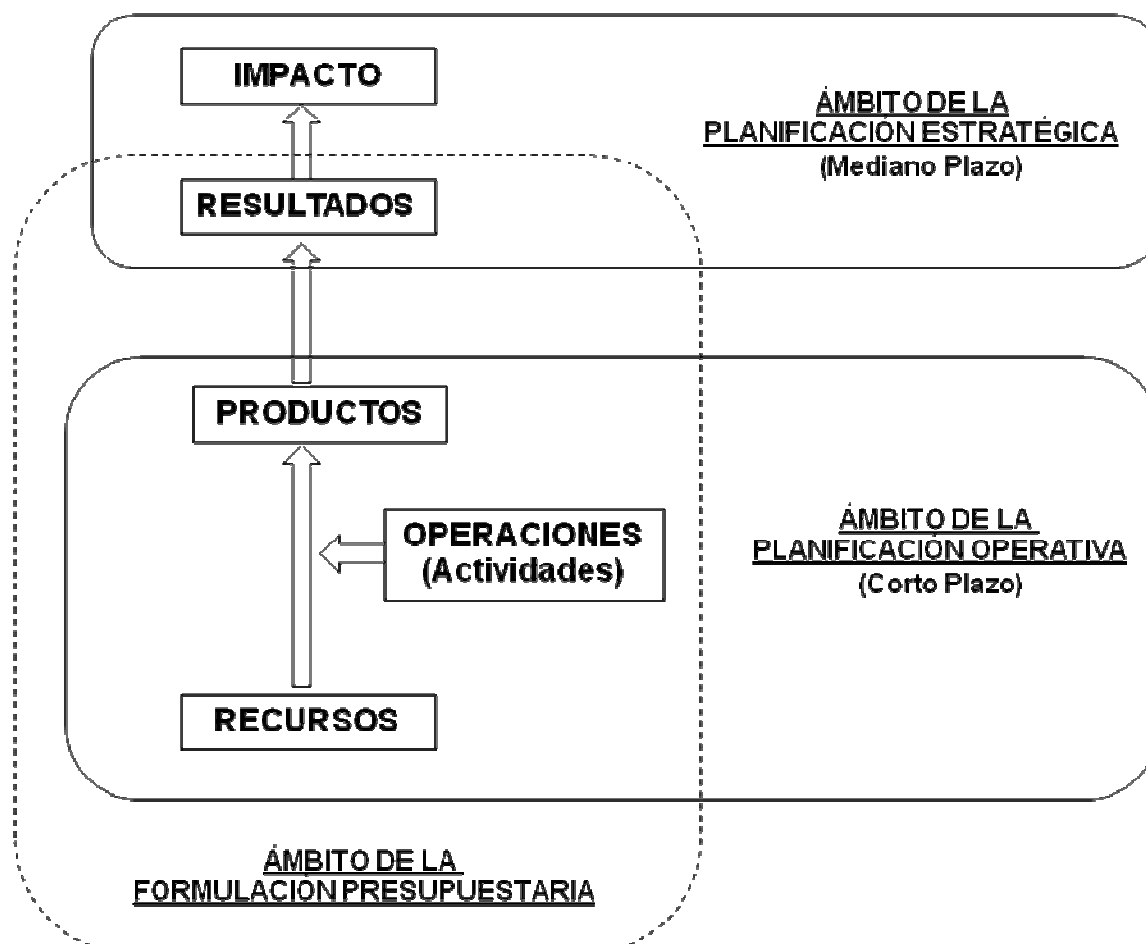 IMPACTO
ÁMBITO DE LA
PLANIFICACIÓN ESTRATÉGICA
(Mediano Plazo)
RESULTADOS
PRODUCTOS
OPERACIONES
(Actividades)
ÁMBITO DE LA
PLANIFICACIÓN OPERATIVA
(Corto Plazo)
RECURSOS
ÁMBITO DE LA
FORMULACIÓN PRESUPUESTARIA